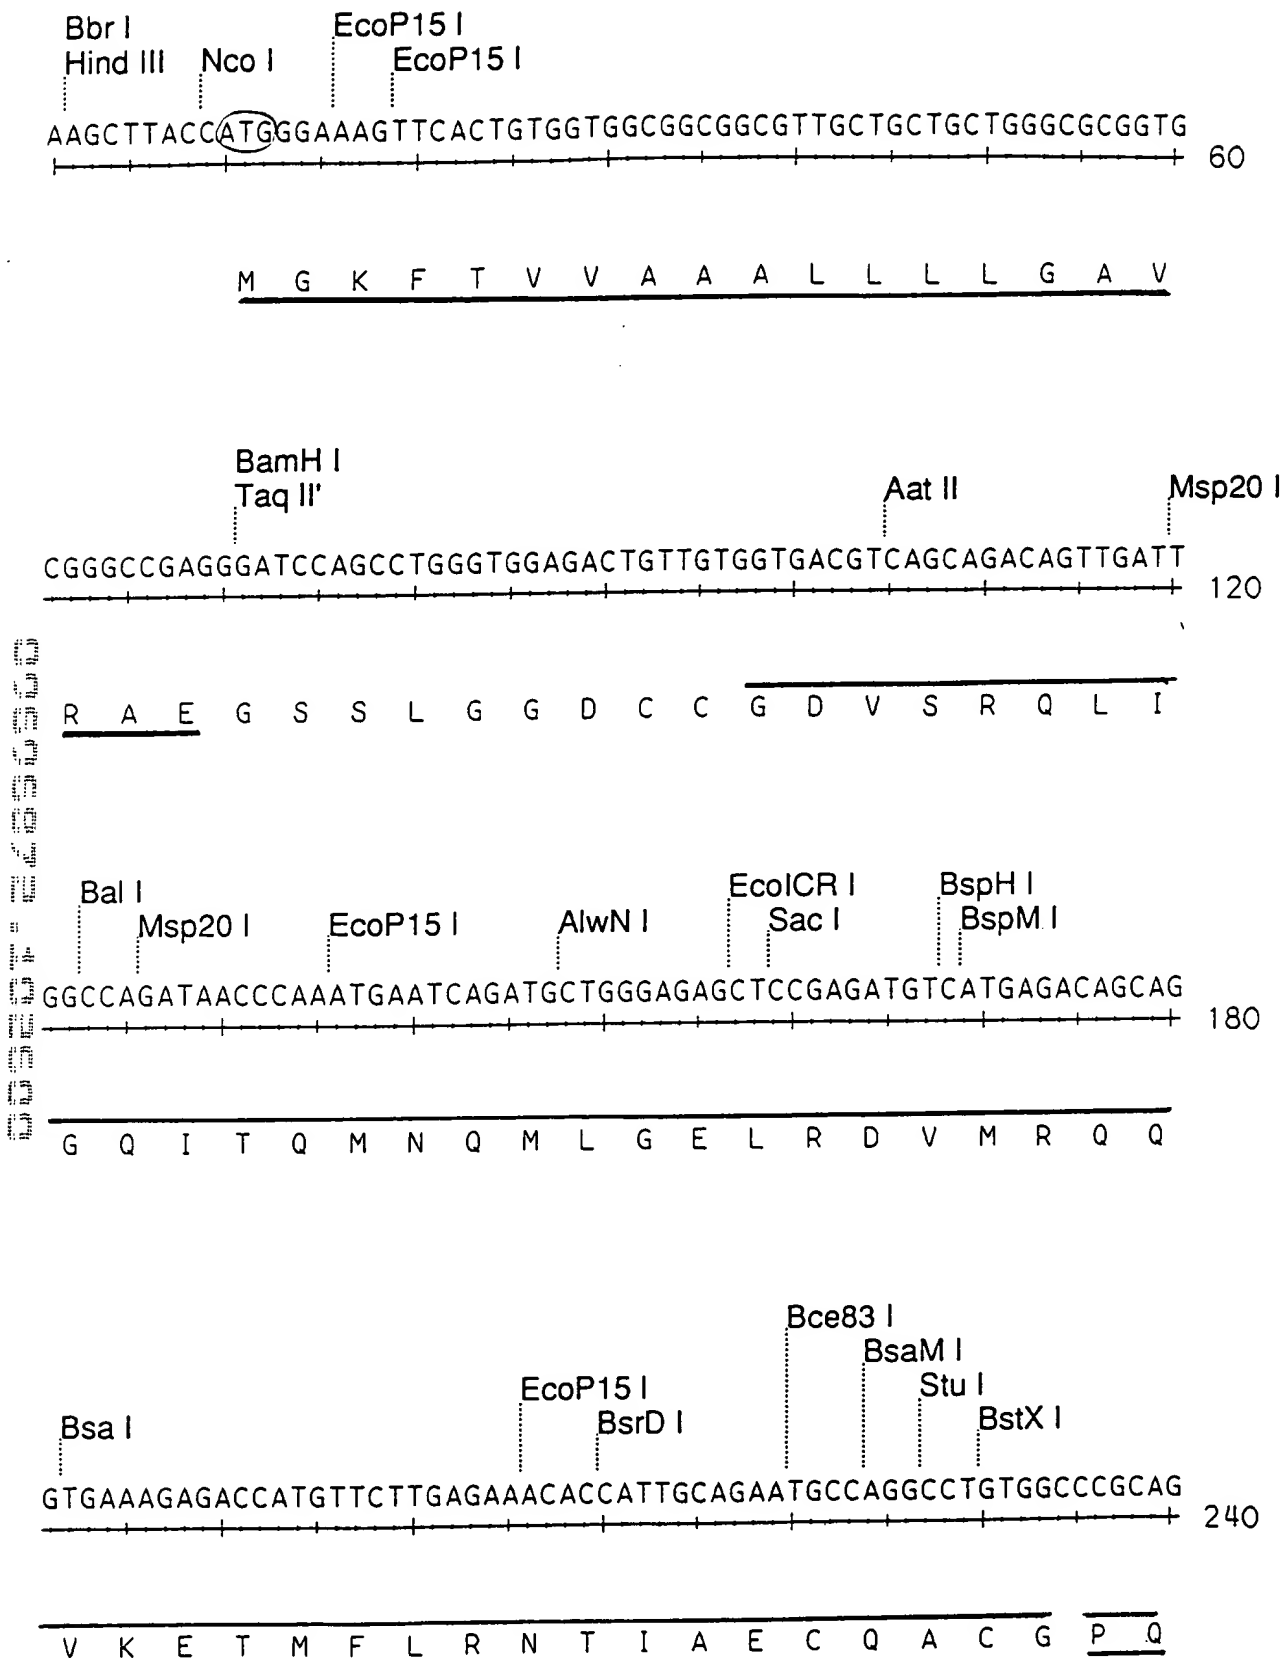 Bbr I EcoP15 I
Hind III Nco I EcoP15 I
AAGCTTACCATGGGAAAGTTCACTGTGGTGGCGGCGGCGTTGCTGCTGCTGGGCGCGGTG
60
M G K F T V V A A A L L L L G A V
BamH I
Taq II' Aat II Msp20 I
CGGGCCGAGGGATCCAGCCTGGGTGGAGACTGTTGTGGTGACGTCAGCAGACAGTTGATT
120
R A E G S S L G G D C C G D V S R Q L I
Bal I EcoICR I BspH I
Msp20 I EcoP15 I AlwN I Sac I BspM I
GGCCAGATAACCCAAATGAATCAGATGCTGGGAGAGCTCCGAGATGTCATGAGACAGCAG
180
G Q I T Q M N Q M L G E L R D V M R Q Q
Bce83 I
BsaM I
EcoP15 I Stu I
Bsa I BsrD I BstX I
GTGAAAGAGACCATGTTCTTGAGAAACACCATTGCAGAATGCCAGGCCTGTGGCCCGCAG
240
V K E T M F L R N T I A E C Q A C G P Q